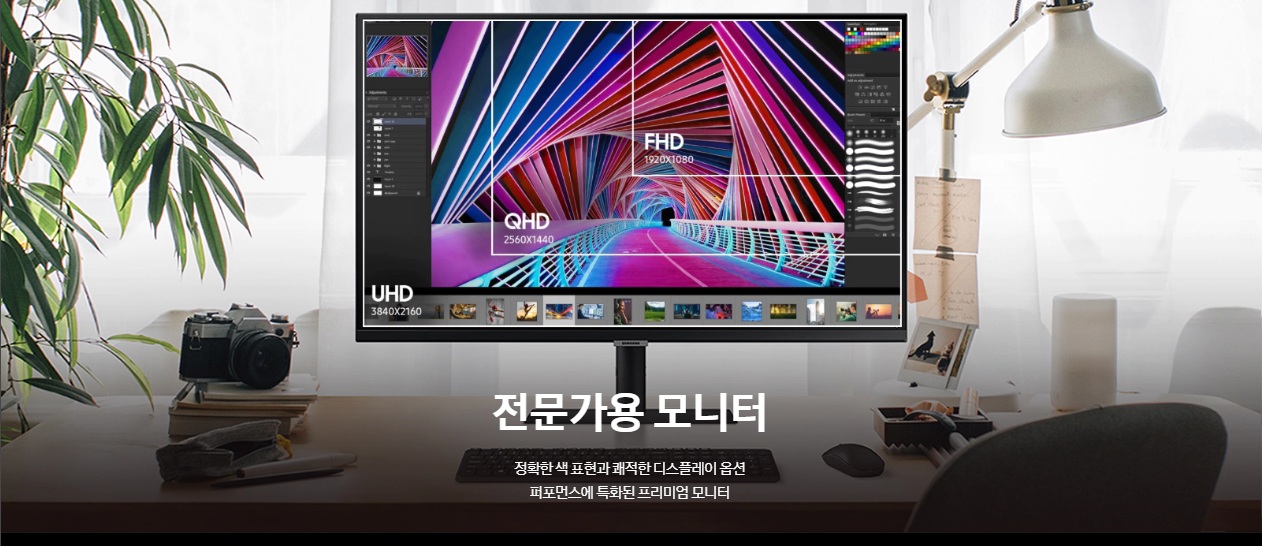 FHD
1920X1080
QHD
2560X1440
UHD
3840X2160
SAMSUNG
전문가용 모니터
정확한 색 표현과 쾌적한 디스플레이 옵션
퍼포먼스에 특화된 프리미엄 모니터